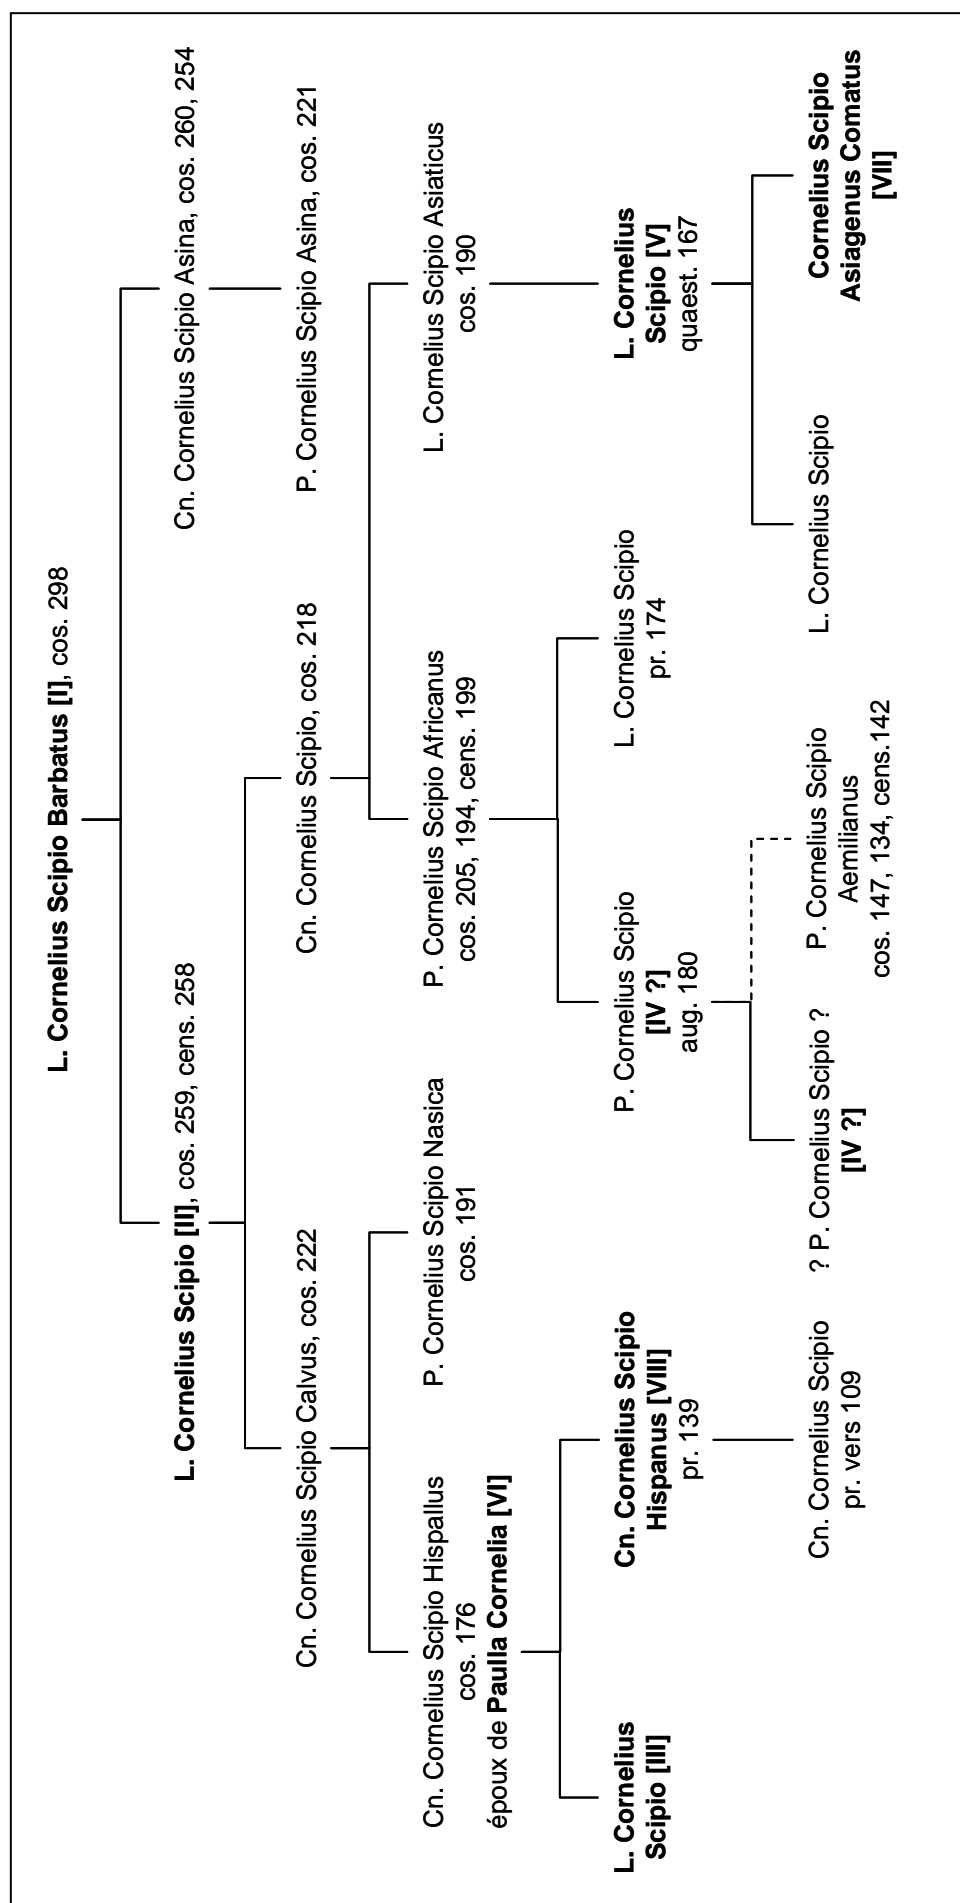 L. Cornelius Scipio Barbatus [I], cos. 298
L. Cornelius Scipio [II], cos. 259, cens. 258
Cn. Cornelius Scipio Asina, cos. 260, 254
Cn. Cornelius Scipio Calvus, cos. 222
Cn. Cornelius Scipio, cos. 218
P. Cornelius Scipio Asina, cos. 221
Cn. Cornelius Scipio Hispallus
cos. 176
époux de Paulla Cornelia [VI]
P. Cornelius Scipio Nasica
cos. 191
P. Cornelius Scipio Africanus
cos. 205, 194, cens. 199
L. Cornelius Scipio Asiaticus
cos. 190
L. Cornelius
Scipio [III]
Cn. Cornelius Scipio
Hispanus [VIII]
pr. 139
P. Cornelius Scipio
[IV ?]
aug. 180
L. Cornelius Scipio
pr. 174
L. Cornelius
Scipio [V]
quaest. 167
Cn. Cornelius Scipio
pr. vers 109
? P. Cornelius Scipio ?
[IV ?]
P. Cornelius Scipio
Aemilianus
cos. 147, 134, cens.142
L. Cornelius Scipio
Cornelius Scipio
Asiagenus Comatus
[VII]